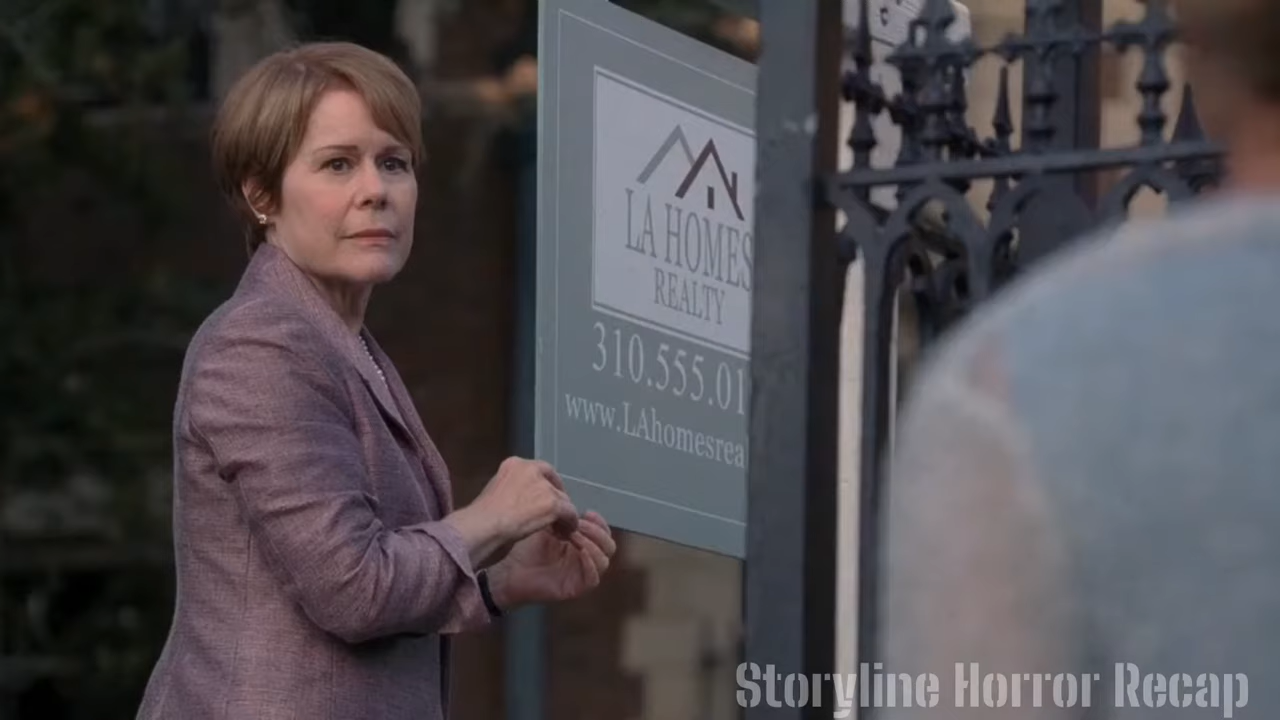 LA HOMES
REALTY
310.555.01
www.LAhomesrea
Storyline Horror Recap